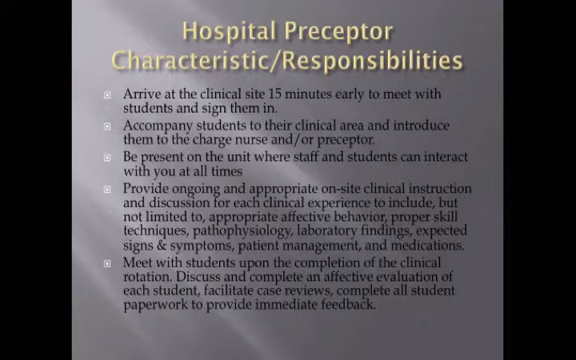 Hospital Preceptor
Characteristic/Responsibilities
Arrive at the clinical site 15 minutes early to meet with
students and sign them in.
Accompany students to their clinical area and introduce
them to the charge nurse and/or preceptor.
Be present on the unit where staff and students can interact
with you at all times
Provide ongoing and appropriate on-site clinical instruction
and discussion for each clinical experience to include, but
not limited to, appropriate affective behavior, proper skill
techniques, pathophysiology, laboratory findings, expected
signs & symptoms, patient management, and medications.
Meet with students upon the completion of the clinical
rotation. Discuss and complete an affective evaluation of
each student, facilitate case reviews, complete all student
paperwork to provide immediate feedback.